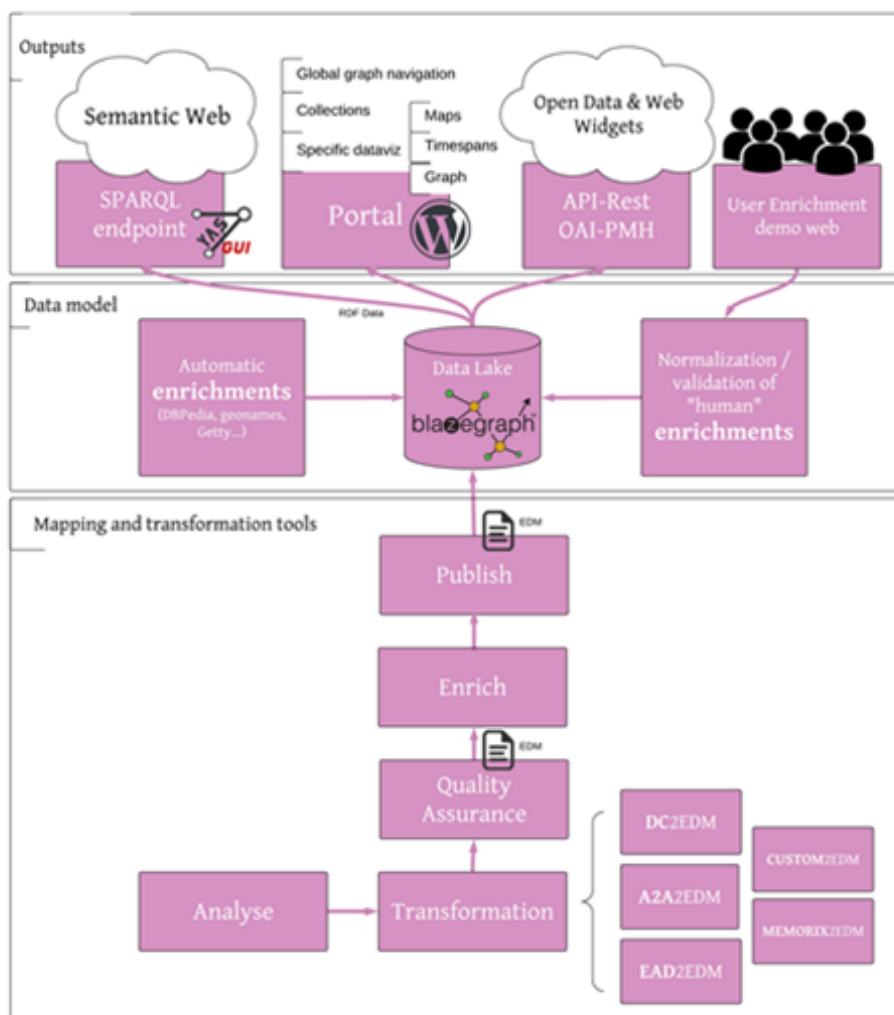 Outputs
Semantic Web
SPARQL
endpoint
YAS
GUI
Global graph navigation
Collections
Specific dataviz
Maps
Timespans
Graph
Portal
Open Data & Web
Widgets
API-Rest
OAI-PMH
User Enrichment
demo web
Data model
RDF Data
Automatic
enrichments
(DBPedia, geonames,
Getty...)
Data Lake
blazegraph™
Normalization /
validation of
"human"
enrichments
Mapping and transformation tools
EDM
Publish
Enrich
EDM
Quality
Assurance
Analyse
Transformation
DC2EDM
A2A2EDM
EAD2EDM
CUSTOM2EDM
MEMORIX2EDM